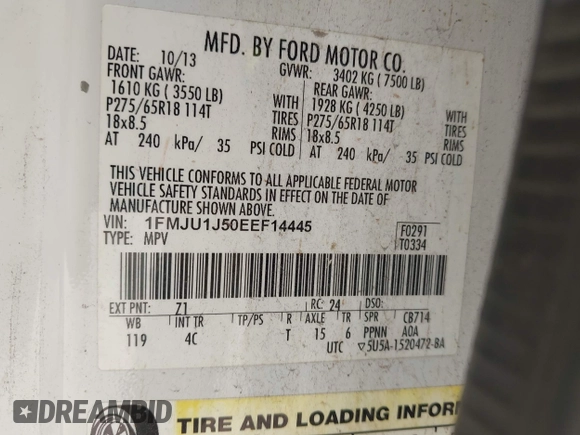 MFD. BY FORD MOTOR CO.
DATE: 10/13 GVWR: 3402 KG ( 7500 LB)
FRONT GAWR: REAR GAWR:
1610 KG ( 3550 LB) WITH 1928 KG ( 4250 LB) WITH
P275/65R18 114T TIRES P275/65R18 114T TIRES
18x8.5 RIMS 18x8.5 RIMS
AT 240 kPa/ 35 PSI COLD AT 240 kPa/ 35 PSI COLD
THIS VEHICLE CONFORMS TO ALL APPLICABLE FEDERAL MOTOR
VEHICLE SAFETY STANDARDS IN EFFECT ON THE DATE OF
MANUFACTURE SHOWN ABOVE.
VIN: 1FMJU1J50EEF14445 F0291
TYPE: MPV T0334
EXT PNT: Z1 RC: 24 DSO:
WB INT TR TP/PS R AXLE TR SPR CB714
119 4C T 15 6 PPNN A0A
UTC ▽5U5A-1520472-BA
TIRE AND LOADING INFORM
DREAMBID